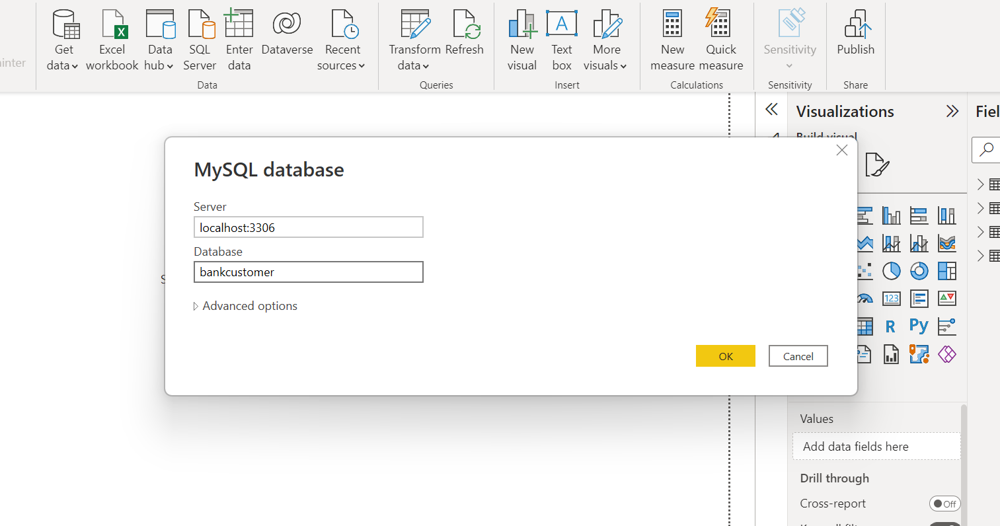 Get data
Excel workbook
Data hub
SQL Server
Enter data
Dataverse
Recent sources
Transform data
Refresh
New visual
Text box
More visuals
New measure
Quick measure
Sensitivity
Publish
Data
Queries
Insert
Calculations
Sensitivity
Share
Visualizations
Build visual
MySQL database
Server
localhost:3306
Database
bankcustomer
Advanced options
OK
Cancel
A
123
R
Py
Values
Add data fields here
Drill through
Cross-report
Off